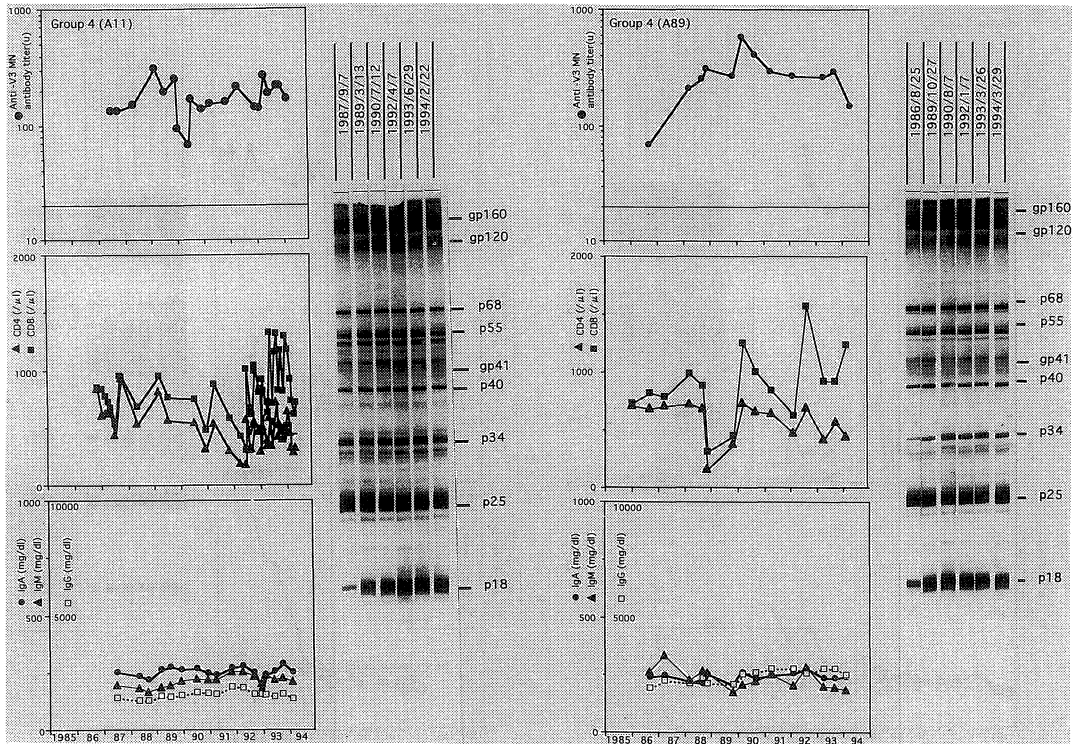 1000
Group 4 (A11)
● Anti-V3 MN
antibody titer(u)
100
10
2000
▲ CD4 (/μl)
■ CD8 (/μl)
1000
0
1000
10000
● IgA (mg/dl)
▲ IgM (mg/dl)
□ IgG (mg/dl)
500
5000
0
1985 86 87 88 89 90 91 92 93 94
1987/9/7
1989/3/13
1990/7/12
1992/4/7
1993/6/29
1994/2/22
gp160
gp120
p68
p55
gp41
p40
p34
p25
p18
1000
Group 4 (A89)
● Anti-V3 MN
antibody titer(u)
100
10
2000
▲ CD4 (/μl)
■ CD8 (/μl)
1000
0
1000
10000
● IgA (mg/dl)
▲ IgM (mg/dl)
□ IgG (mg/dl)
500
5000
0
1985 86 87 88 89 90 91 92 93 94
1986/8/25
1989/10/27
1990/8/7
1992/1/7
1993/3/26
1994/3/29
gp160
gp120
p68
p55
gp41
p40
p34
p25
p18